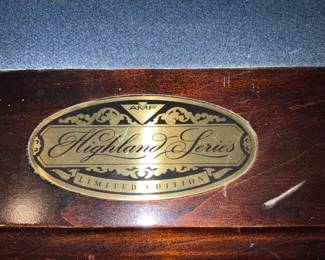 AMF
Highland Series
LIMITED EDITION